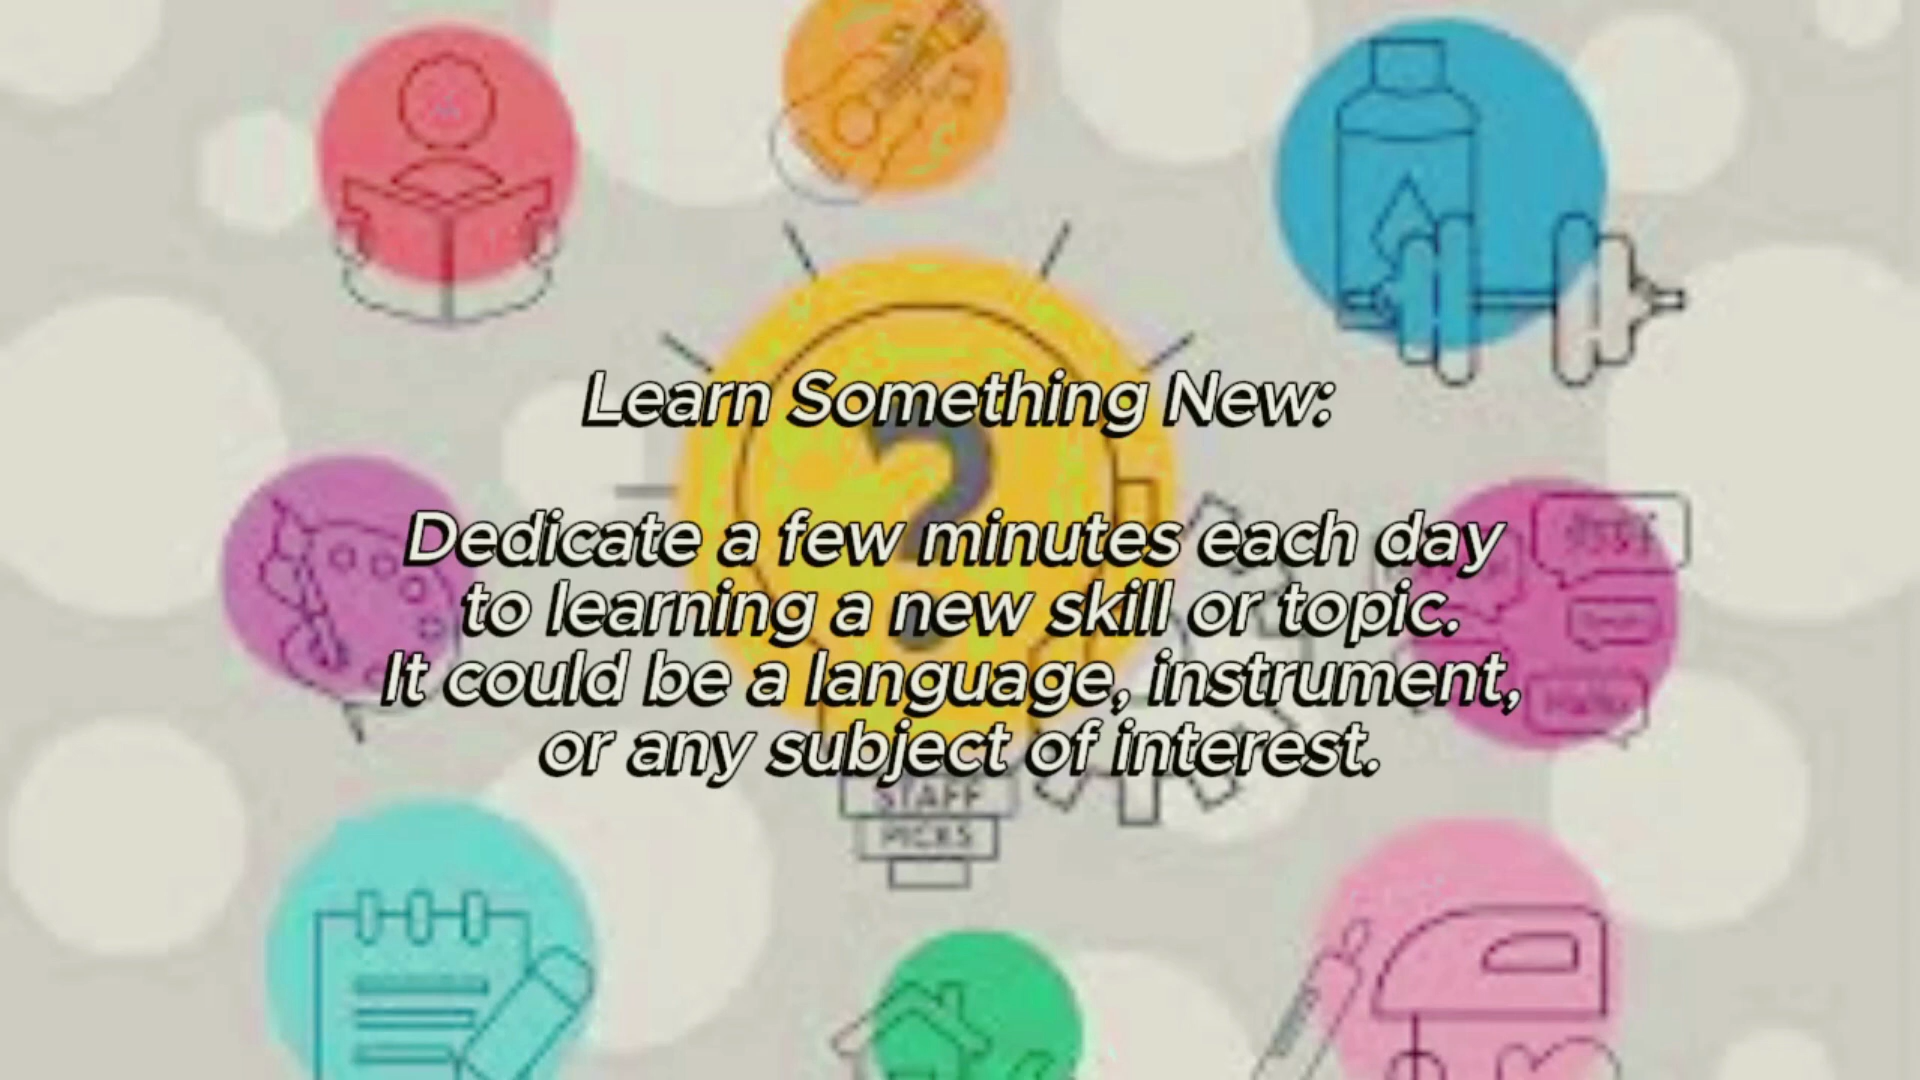 Learn Something New:
Dedicate a few minutes each day
to learning a new skill or topic.
It could be a language, instrument,
or any subject of interest.
STAFF
PICKS